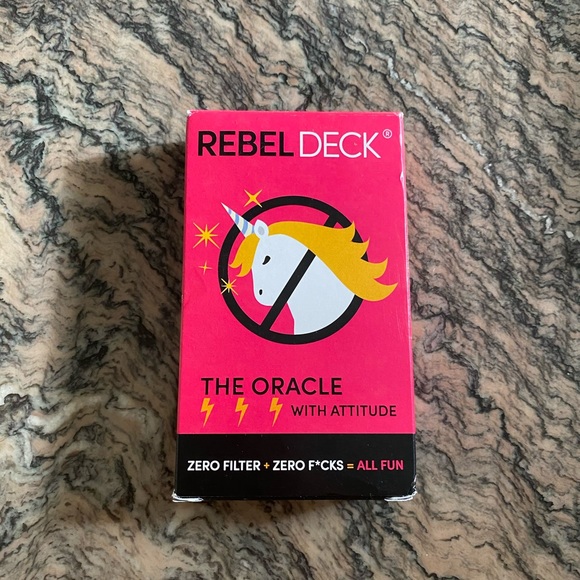 REBEL DECK®
THE ORACLE
WITH ATTITUDE
ZERO FILTER + ZERO F*CKS = ALL FUN